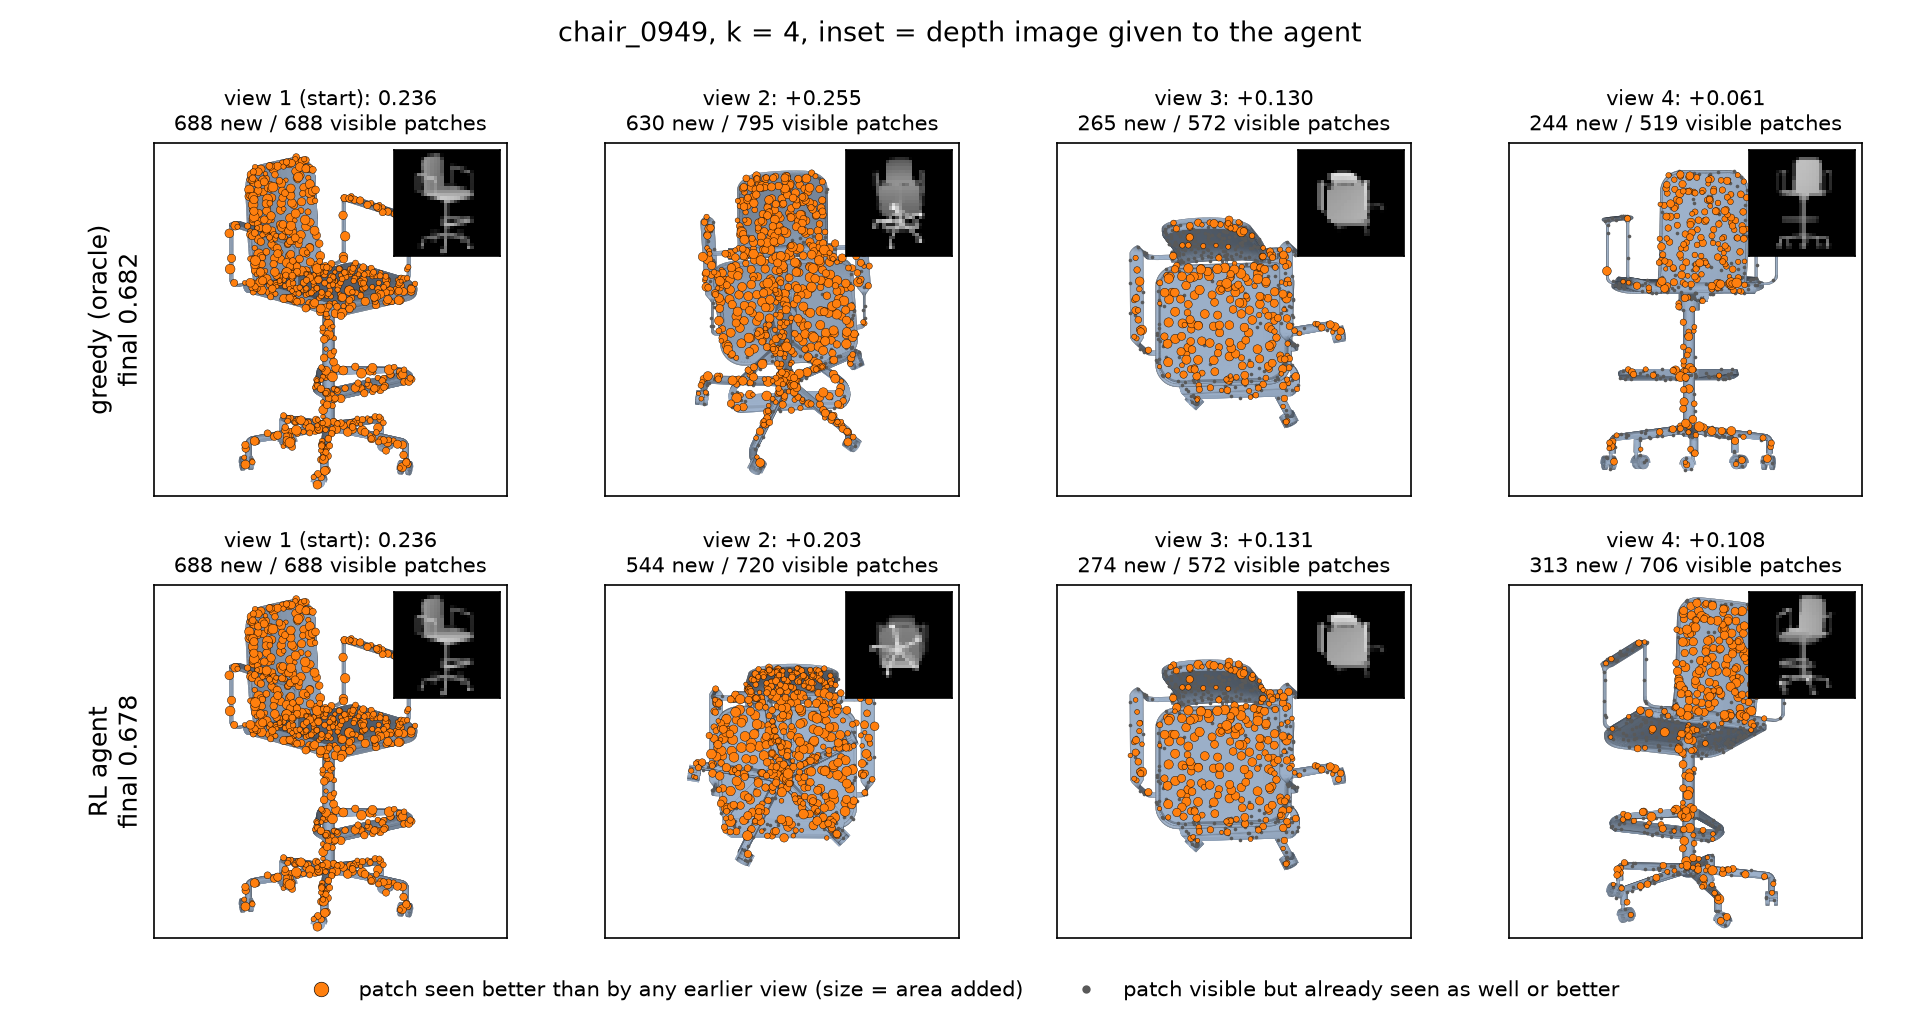 chair_0949, k = 4, inset = depth image given to the agent
greedy (oracle)
final 0.682
view 1 (start): 0.236
688 new / 688 visible patches
view 2: +0.255
630 new / 795 visible patches
view 3: +0.130
265 new / 572 visible patches
view 4: +0.061
244 new / 519 visible patches
RL agent
final 0.678
view 1 (start): 0.236
688 new / 688 visible patches
view 2: +0.203
544 new / 720 visible patches
view 3: +0.131
274 new / 572 visible patches
view 4: +0.108
313 new / 706 visible patches
patch seen better than by any earlier view (size = area added)
patch visible but already seen as well or better